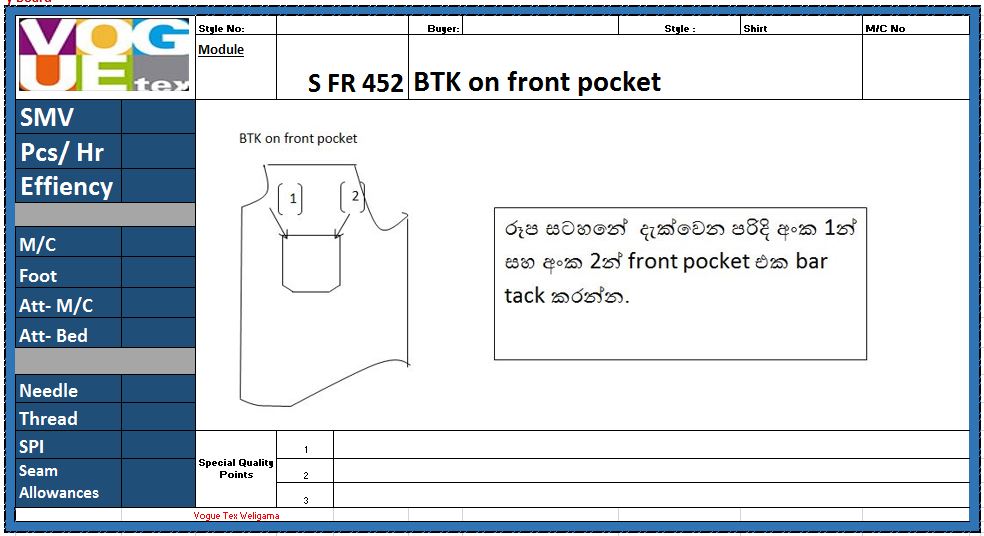 y Board
VOGUE tex
Style No:
Buyer:
Style :
Shirt
M/C No
Module
S FR 452
BTK on front pocket
SMV
Pcs/ Hr
Effiency
M/C
Foot
Att- M/C
Att- Bed
Needle
Thread
SPI
Seam
Allowances
BTK on front pocket
1
2
රූප සටහනේ දැක්වෙන පරිදි අංක 1න්
සහ අංක 2න් front pocket එක bar
tack කරන්න.
Special Quality
Points
1
2
3
Vogue Tex Weligama